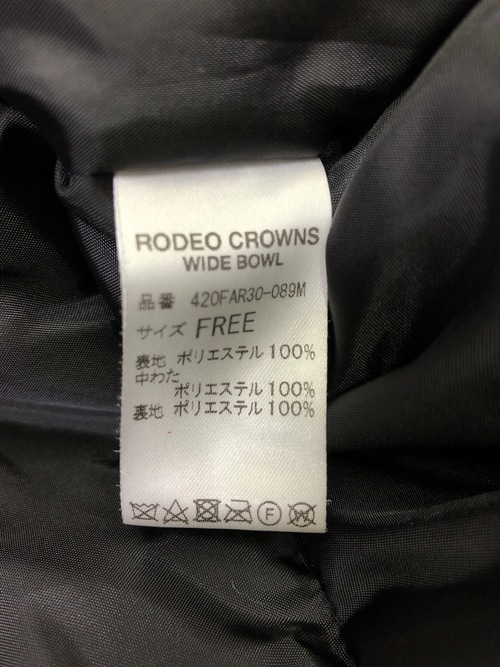 RODEO CROWNS
WIDE BOWL
品番 420FAR30-089M
サイズ FREE
表地 ポリエステル100%
中わた
ポリエステル100%
裏地 ポリエステル100%
F
W